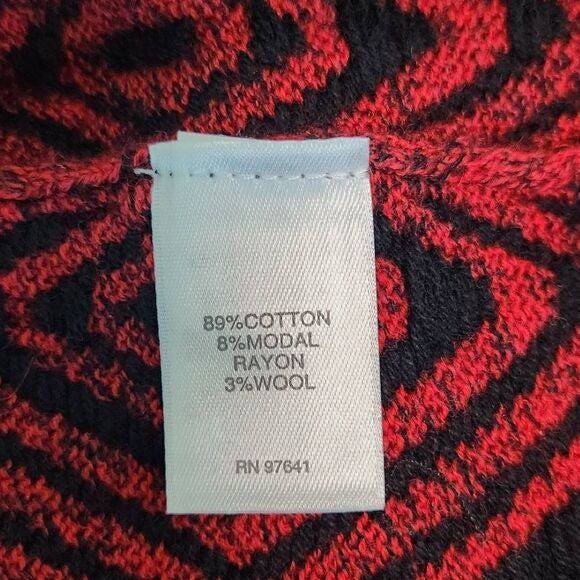 89%COTTON
8%MODAL
RAYON
3%WOOL
RN 97641